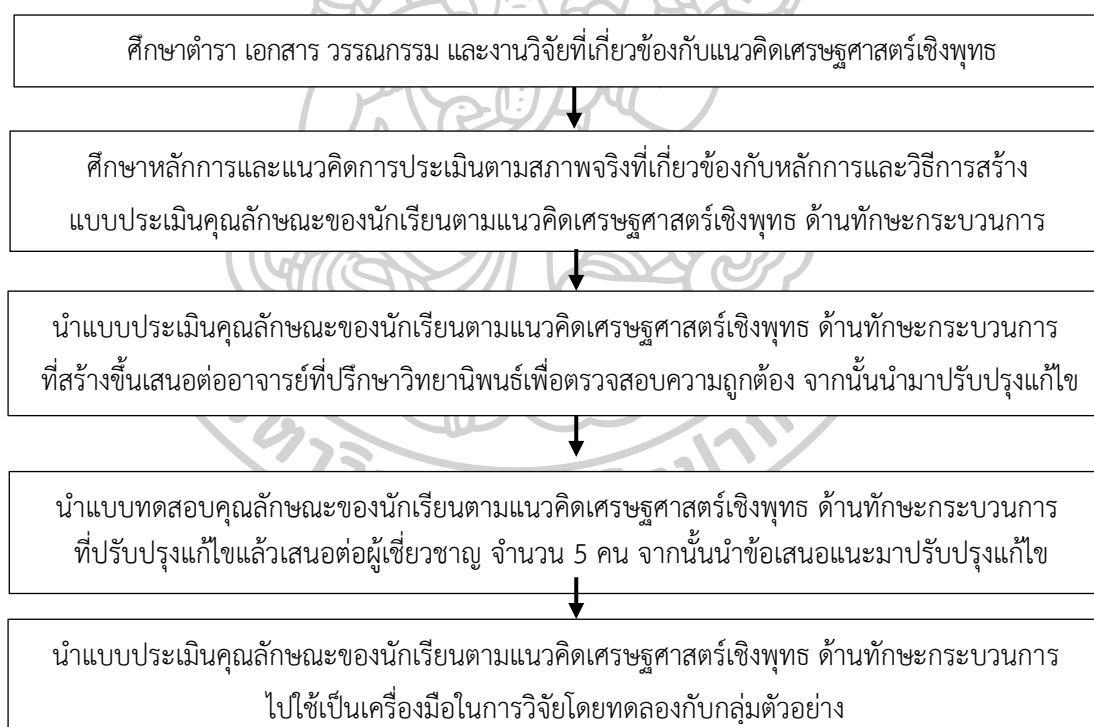 ศึกษาตำรา เอกสาร วรรณกรรม และงานวิจัยที่เกี่ยวข้องกับแนวคิดเศรษฐศาสตร์เชิงพุทธ
ศึกษาหลักการและแนวคิดการประเมินตามสภาพจริงที่เกี่ยวข้องกับหลักการและวิธีการสร้าง
แบบประเมินคุณลักษณะของนักเรียนตามแนวคิดเศรษฐศาสตร์เชิงพุทธ ด้านทักษะกระบวนการ
นำแบบประเมินคุณลักษณะของนักเรียนตามแนวคิดเศรษฐศาสตร์เชิงพุทธ ด้านทักษะกระบวนการ
ที่สร้างขึ้นเสนอต่ออาจารย์ที่ปรึกษาวิทยานิพนธ์เพื่อตรวจสอบความถูกต้อง จากนั้นนำมาปรับปรุงแก้ไข
นำแบบทดสอบคุณลักษณะของนักเรียนตามแนวคิดเศรษฐศาสตร์เชิงพุทธ ด้านทักษะกระบวนการ
ที่ปรับปรุงแก้ไขแล้วเสนอต่อผู้เชี่ยวชาญ จำนวน 5 คน จากนั้นนำข้อเสนอแนะมาปรับปรุงแก้ไข
นำแบบประเมินคุณลักษณะของนักเรียนตามแนวคิดเศรษฐศาสตร์เชิงพุทธ ด้านทักษะกระบวนการ
ไปใช้เป็นเครื่องมือในการวิจัยโดยทดลองกับกลุ่มตัวอย่าง